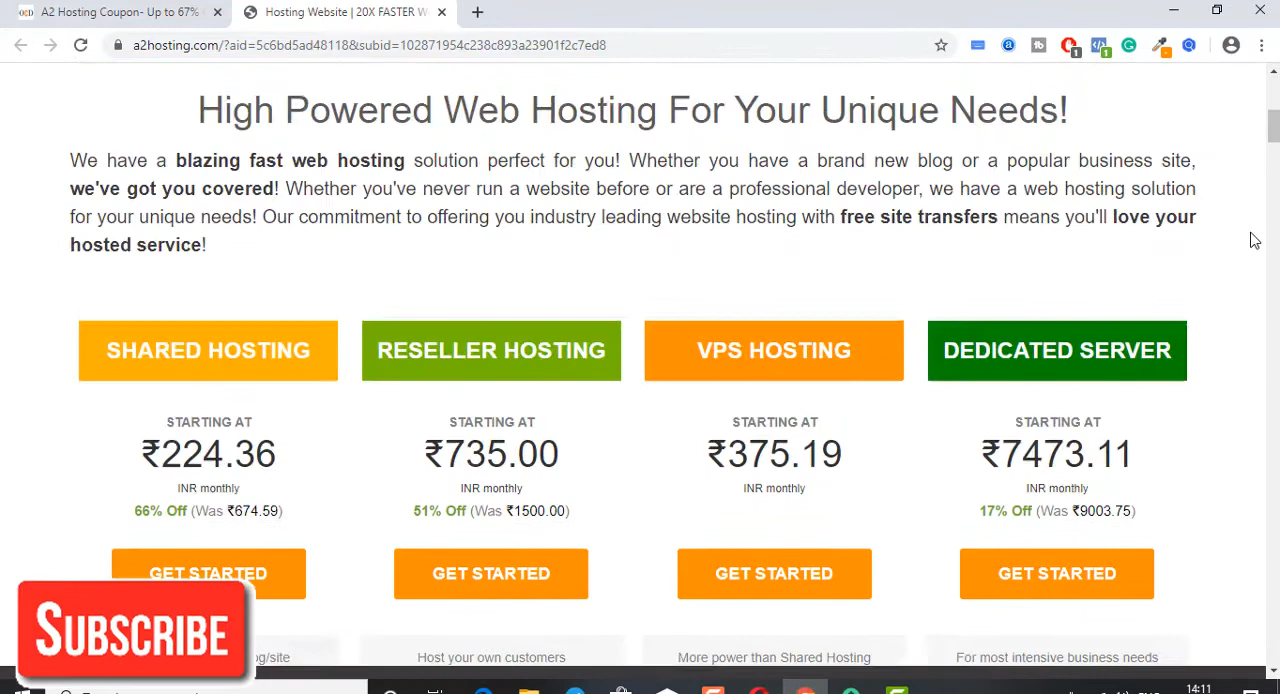 A2 Hosting Coupon- Up to 67%
Hosting Website | 20X FASTER W
a2hosting.com/?aid=5c6bd5ad48118&subid=102871954c238c893a23901f2c7ed8
High Powered Web Hosting For Your Unique Needs!
We have a blazing fast web hosting solution perfect for you! Whether you have a brand new blog or a popular business site,
we've got you covered! Whether you've never run a website before or are a professional developer, we have a web hosting solution
for your unique needs! Our commitment to offering you industry leading website hosting with free site transfers means you'll love your
hosted service!
SHARED HOSTING
STARTING AT
₹224.36
INR monthly
66% Off (Was ₹674.59)
GET STARTED
RESELLER HOSTING
STARTING AT
₹735.00
INR monthly
51% Off (Was ₹1500.00)
GET STARTED
Host your own customers
VPS HOSTING
STARTING AT
₹375.19
INR monthly
GET STARTED
More power than Shared Hosting
DEDICATED SERVER
STARTING AT
₹7473.11
INR monthly
17% Off (Was ₹9003.75)
GET STARTED
For most intensive business needs
SUBSCRIBE
14:11